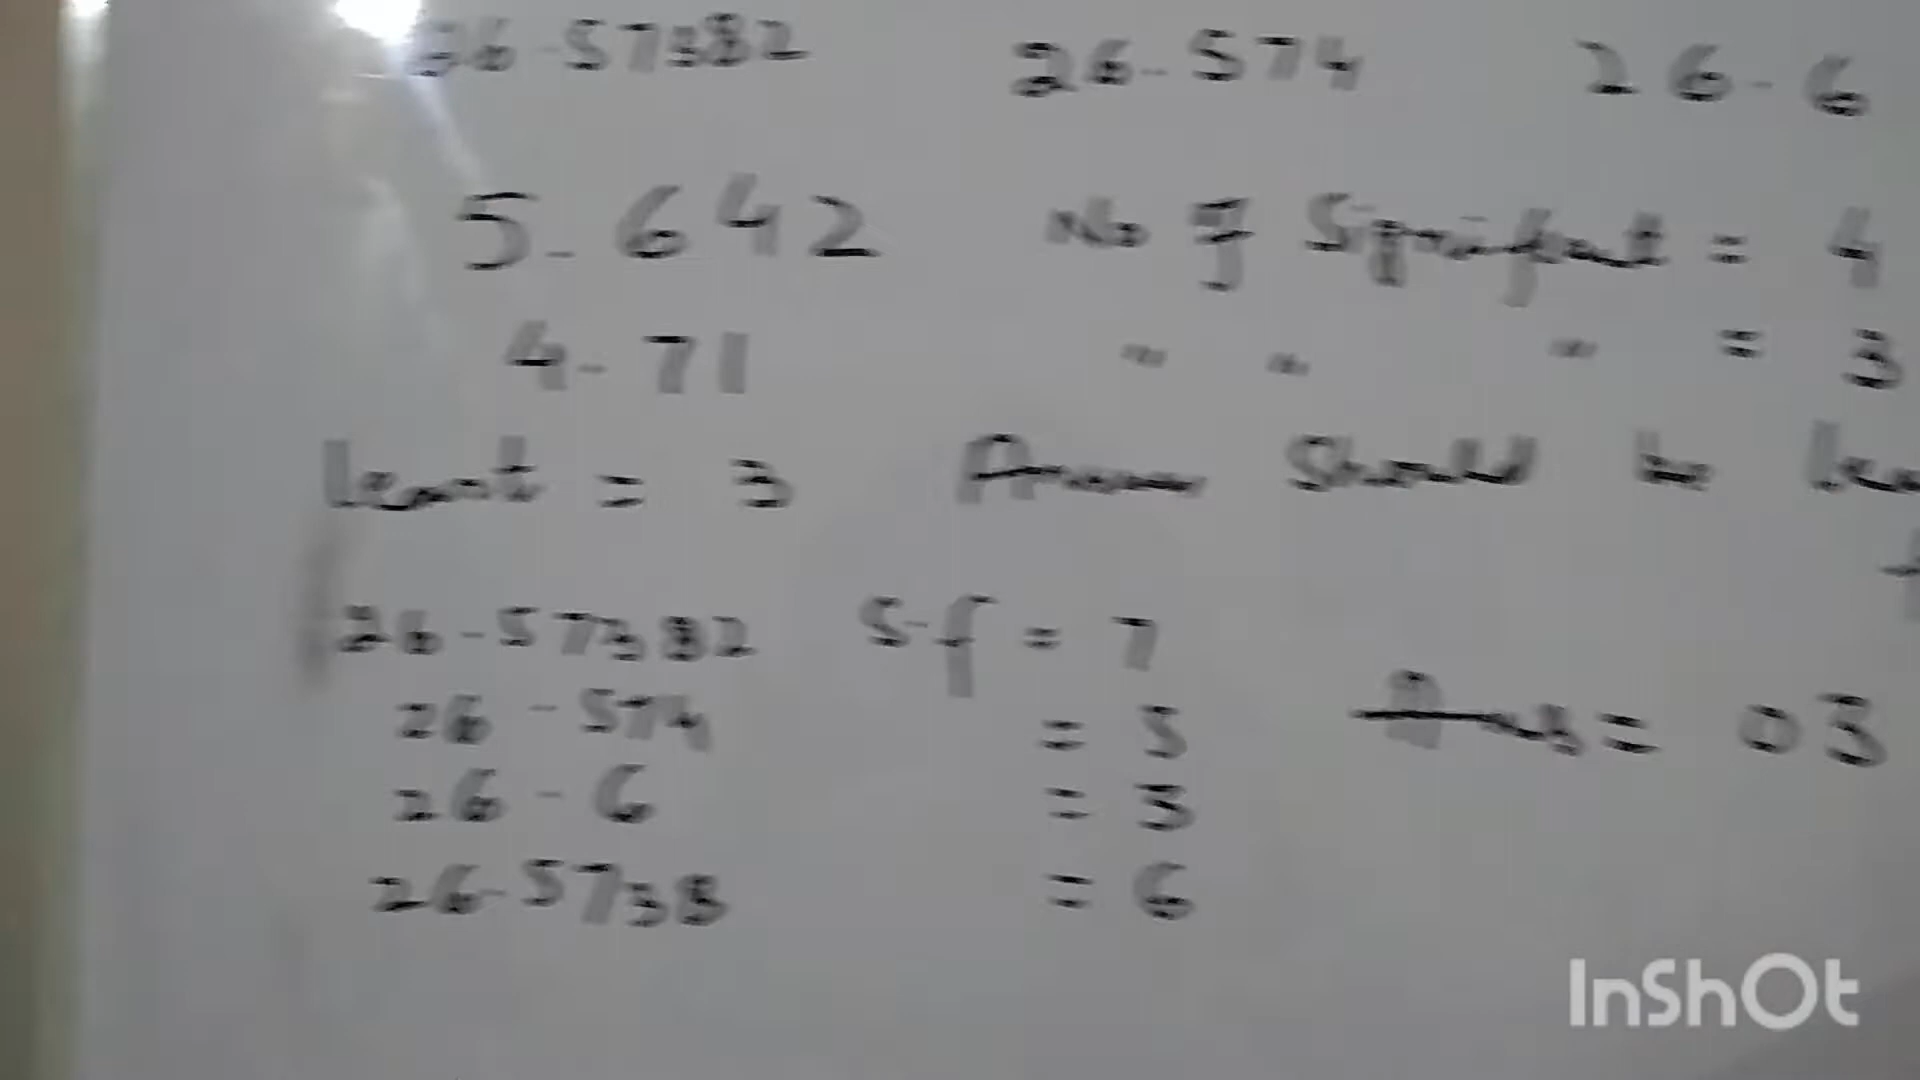 26.57382 26.574 26.6
5.642 No of Significant = 4
4.71 " " " = 3
least = 3 Answer Should be
26.57382 S.f = 7
26.574 = 5 Ans = 03
26.6 = 3
26.5738 = 6
InShOt